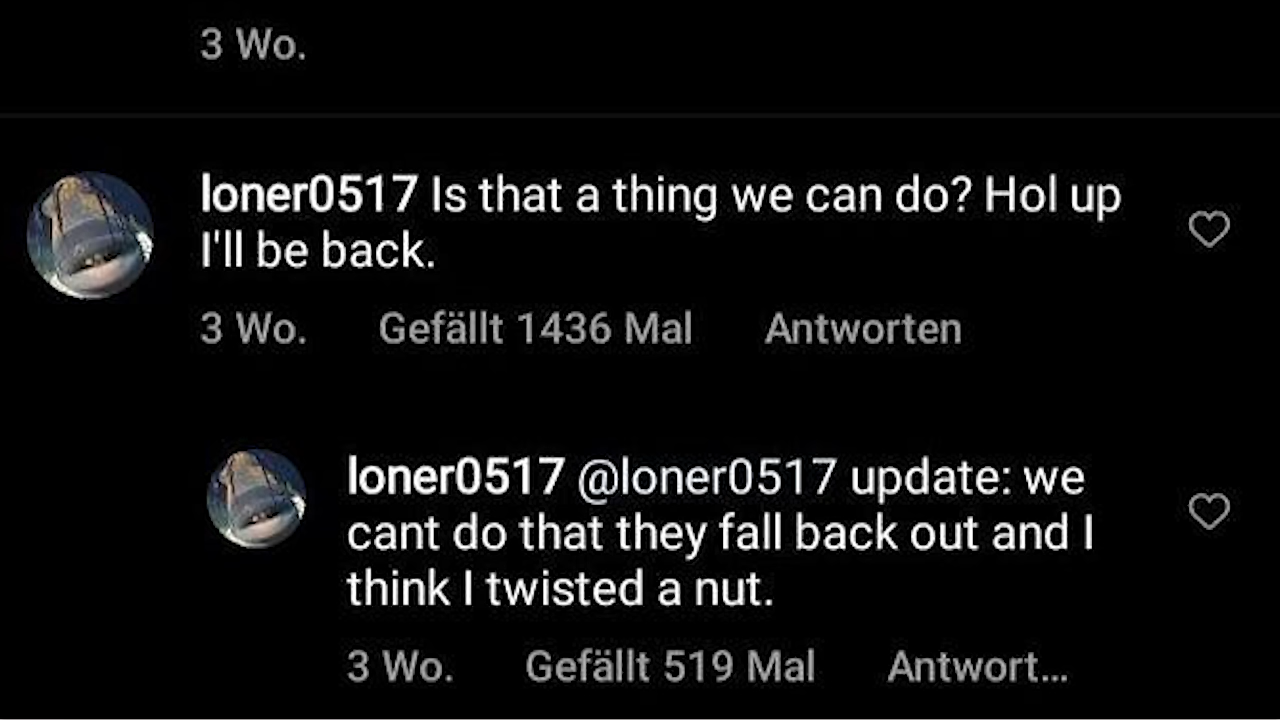 3 Wo.
loner0517 Is that a thing we can do? Hol up
I'll be back.
3 Wo. Gefällt 1436 Mal Antworten
loner0517 @loner0517 update: we
cant do that they fall back out and I
think I twisted a nut.
3 Wo. Gefällt 519 Mal Antwort...